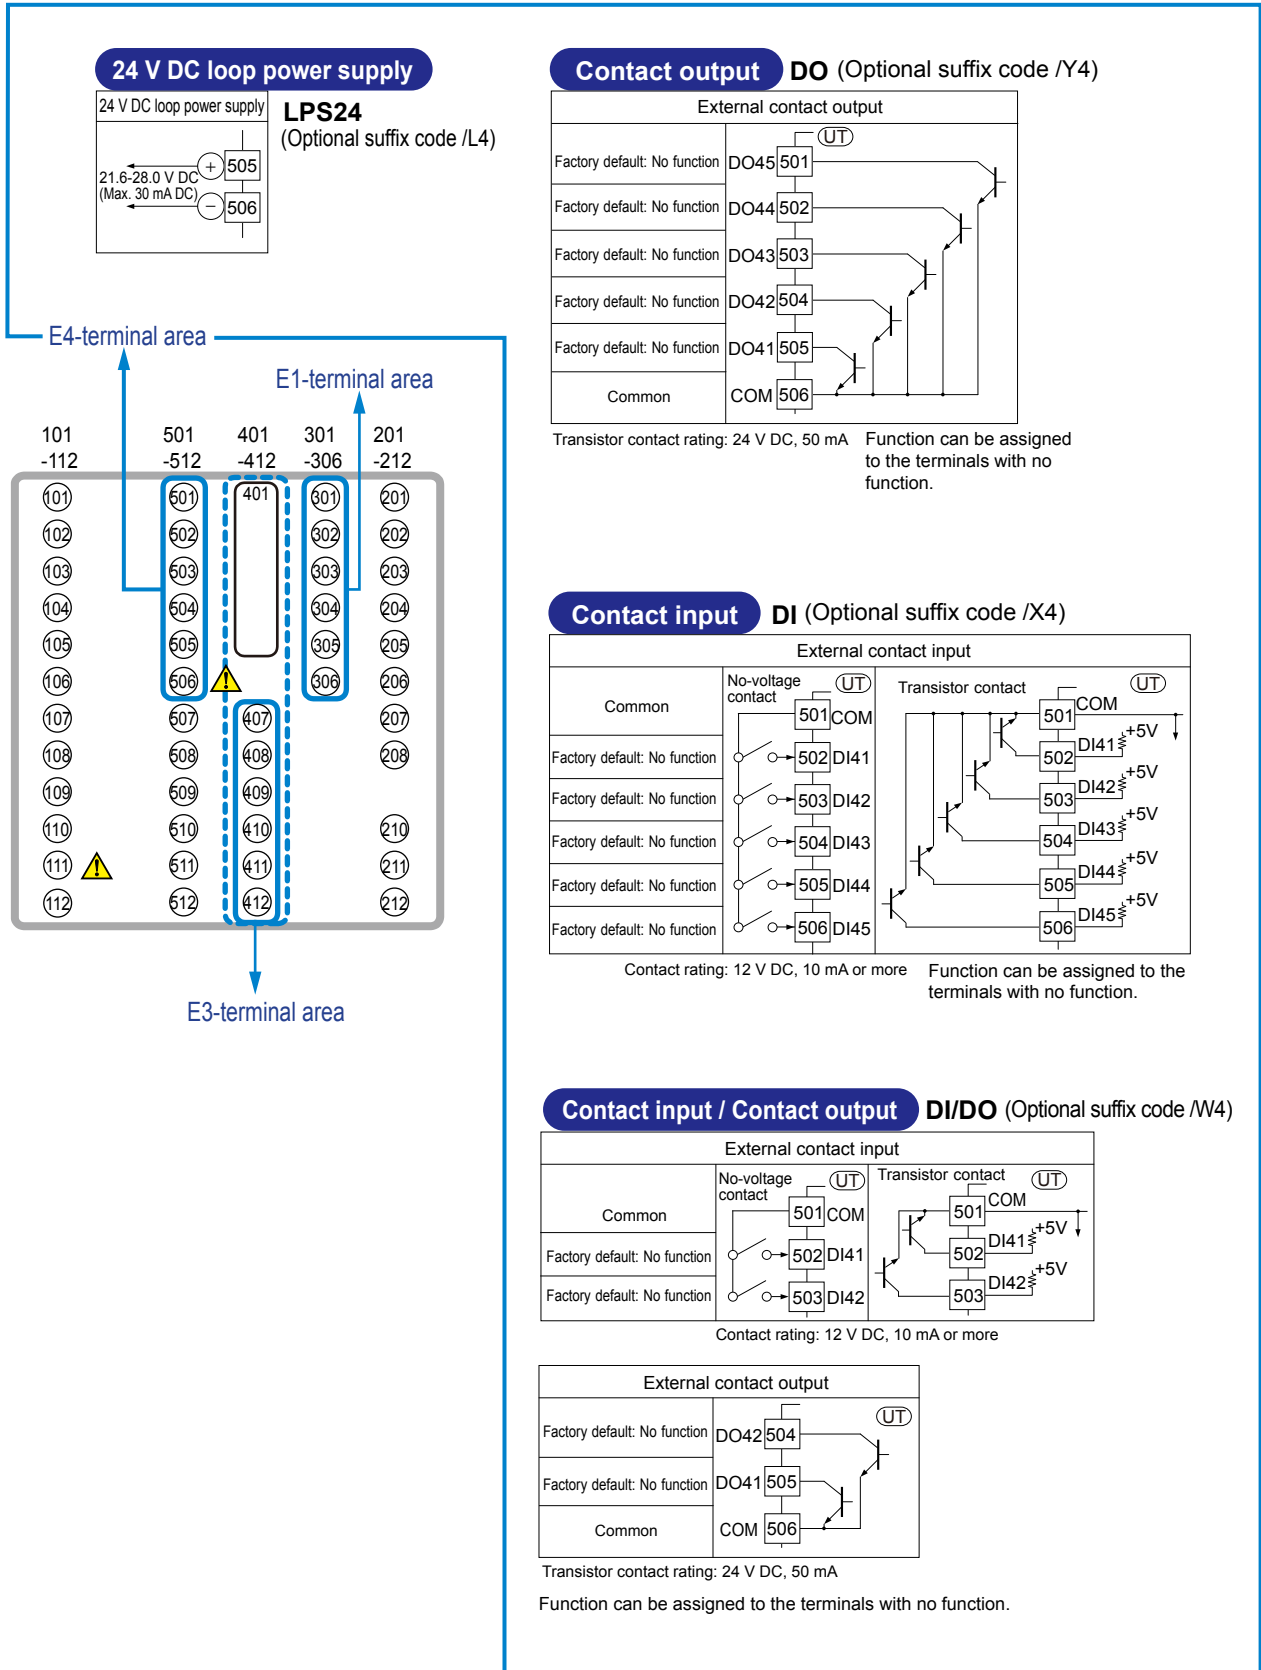 24 V DC loop power supply
24 V DC loop power supply
LPS24
(Optional suffix code /L4)
21.6-28.0 V DC
(Max. 30 mA DC)
+ 505
− 506
Contact output DO (Optional suffix code /Y4)
External contact output
UT
Factory default: No function DO45 501
Factory default: No function DO44 502
Factory default: No function DO43 503
Factory default: No function DO42 504
Factory default: No function DO41 505
Common COM 506
Transistor contact rating: 24 V DC, 50 mA
Function can be assigned
to the terminals with no
function.
E4-terminal area
E1-terminal area
101 501 401 301 201
-112 -512 -412 -306 -212
101 501 401 301 201
102 502 302 202
103 503 303 203
104 504 304 204
105 505 305 205
106 506 306 206
107 507 407 207
108 508 408 208
109 509 409
110 510 410 210
111 511 411 211
112 512 412 212
E3-terminal area
Contact input DI (Optional suffix code /X4)
External contact input
No-voltage
contact
UT
Transistor contact
UT
Common 501 COM 501 COM
Factory default: No function 502 DI41 502 DI41 +5V
Factory default: No function 503 DI42 503 DI42 +5V
Factory default: No function 504 DI43 504 DI43 +5V
Factory default: No function 505 DI44 505 DI44 +5V
Factory default: No function 506 DI45 506 DI45 +5V
Contact rating: 12 V DC, 10 mA or more
Function can be assigned to the
terminals with no function.
Contact input / Contact output DI/DO (Optional suffix code /W4)
External contact input
No-voltage
contact
UT
Transistor contact
UT
Common 501 COM 501 COM
Factory default: No function 502 DI41 502 DI41 +5V
Factory default: No function 503 DI42 503 DI42 +5V
Contact rating: 12 V DC, 10 mA or more
External contact output
UT
Factory default: No function DO42 504
Factory default: No function DO41 505
Common COM 506
Transistor contact rating: 24 V DC, 50 mA
Function can be assigned to the terminals with no function.